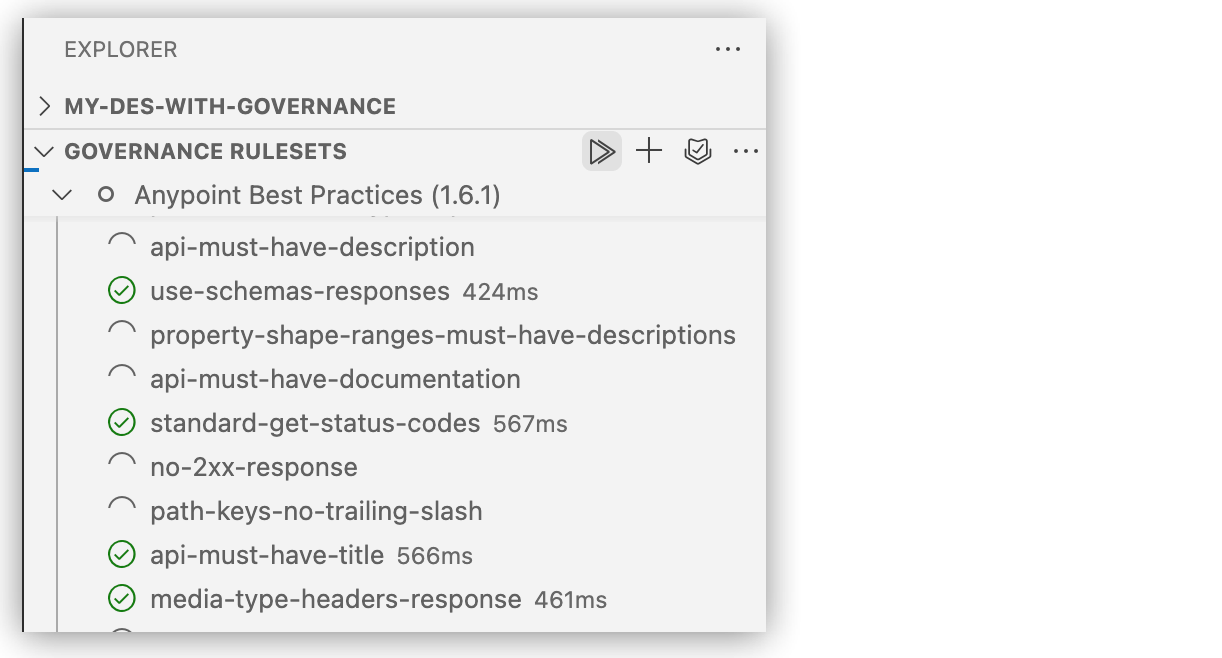 EXPLORER
MY-DES-WITH-GOVERNANCE
GOVERNANCE RULESETS
Anypoint Best Practices (1.6.1)
api-must-have-description
use-schemas-responses 424ms
property-shape-ranges-must-have-descriptions
api-must-have-documentation
standard-get-status-codes 567ms
no-2xx-response
path-keys-no-trailing-slash
api-must-have-title 566ms
media-type-headers-response 461ms